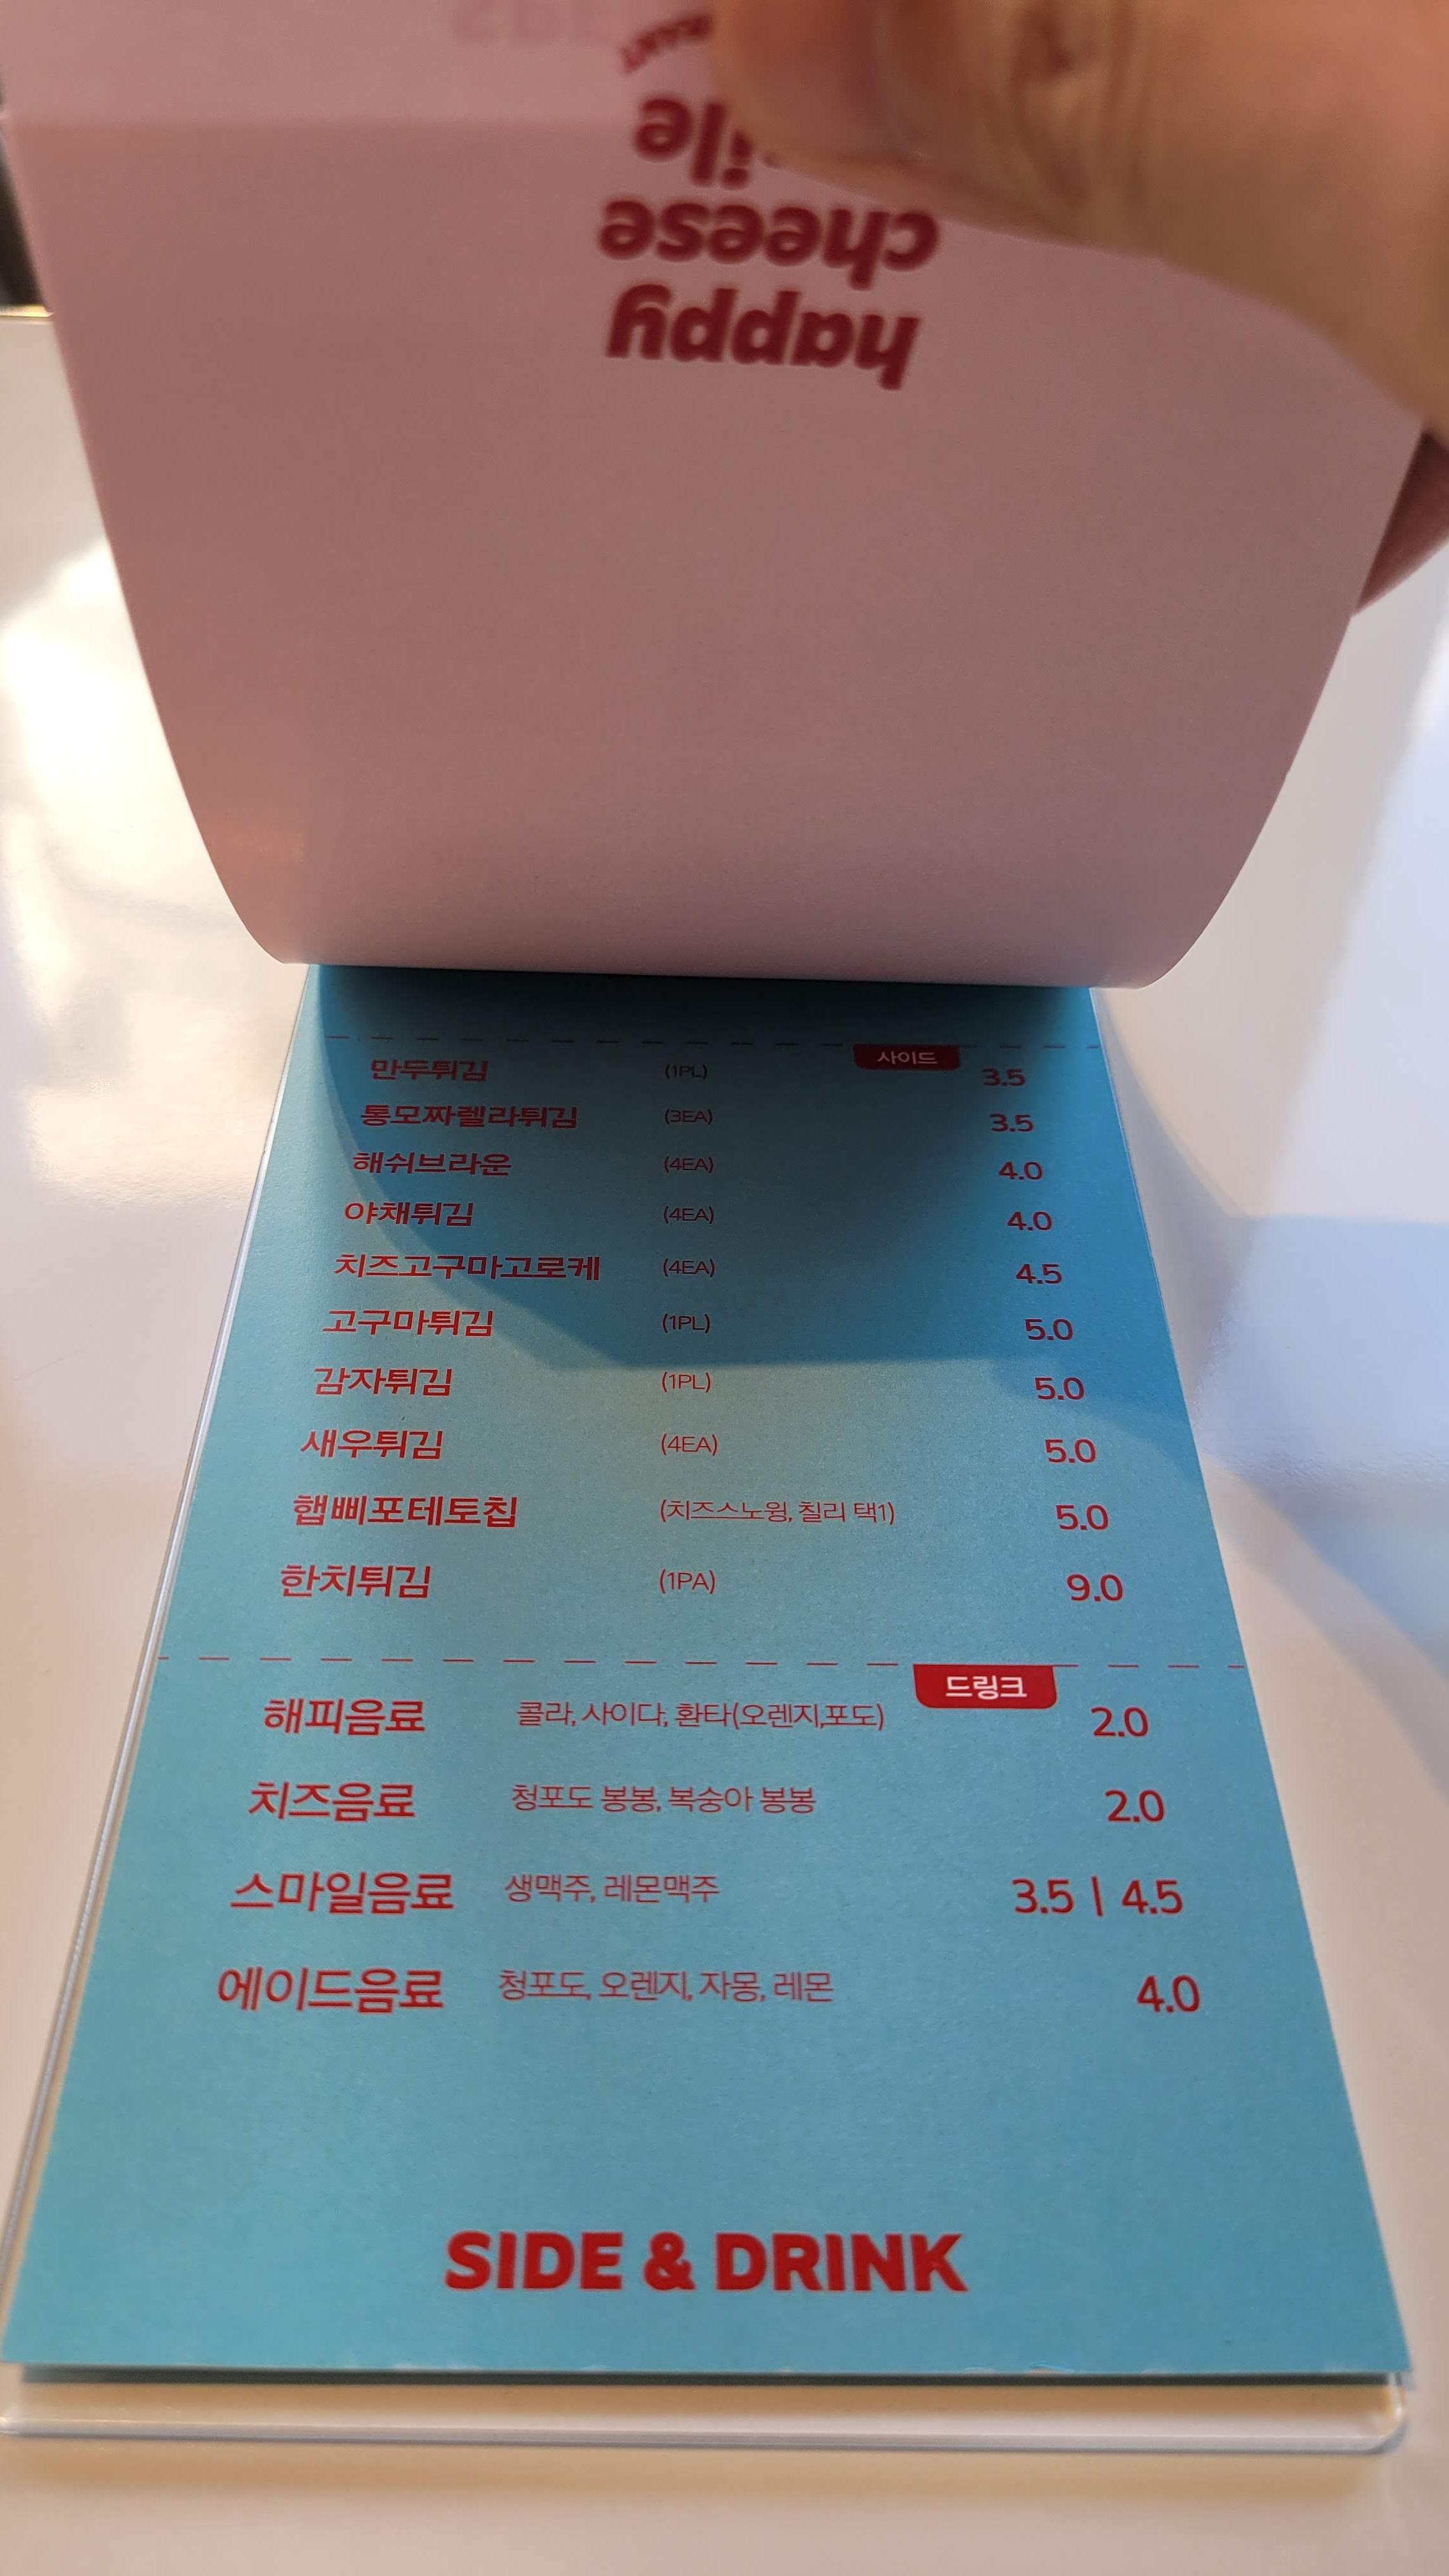 happy
cheese
사이드
만두튀김 (1PL) 3.5
통모짜렐라튀김 (3EA) 3.5
해쉬브라운 (4EA) 4.0
야채튀김 (4EA) 4.0
치즈고구마고로케 (4EA) 4.5
고구마튀김 (1PL) 5.0
감자튀김 (1PL) 5.0
새우튀김 (4EA) 5.0
햅삐포테토칩 (치즈스노윙, 칠리 택1) 5.0
한치튀김 (1PA) 9.0
드링크
해피음료 콜라, 사이다, 환타(오렌지,포도) 2.0
치즈음료 청포도 봉봉, 복숭아 봉봉 2.0
스마일음료 생맥주, 레몬맥주 3.5 | 4.5
에이드음료 청포도, 오렌지, 자몽, 레몬 4.0
SIDE & DRINK